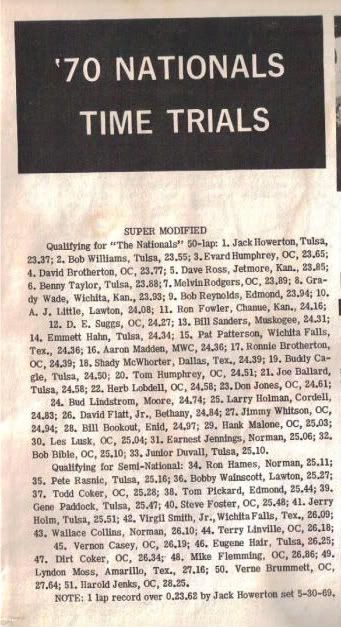 '70 NATIONALS
TIME TRIALS
SUPER MODIFIED
Qualifying for "The Nationals" 50-lap: 1. Jack Howerton, Tulsa,
23.37; 2. Bob Williams, Tulsa, 23.55; 3. Evard Humphrey, OC, 23.65;
4. David Brotherton, OC, 23.77; 5. Dave Ross, Jetmore, Kan., 23.85;
6. Benny Taylor, Tulsa, 23.88; 7. Melvin Rodgers, OC, 23.89; 8. Gra-
dy Wade, Wichita, Kan., 23.93; 9. Bob Reynolds, Edmond, 23.94; 10.
A. J. Little, Lawton, 24.08; 11. Ron Fowler, Chanue, Kan., 24.16;
12. D. E. Suggs, OC, 24.27; 13. Bill Sanders, Muskogee, 24.31;
14. Emmett Hahn, Tulsa, 24.34; 15. Pat Patterson, Wichita Falls,
Tex., 24.36; 16. Aaron Madden, MWC, 24.36; 17. Ronnie Brotherton,
OC, 24.39; 18. Shady McWhorter, Dallas, Tex., 24.39; 19. Buddy Ca-
gle, Tulsa, 24.50; 20. Tom Humphrey, OC, 24.51; 21. Joe Ballard,
Tulsa, 24.58; 22. Herb Lobdell, OC, 24.58; 23. Don Jones, OC, 24.61;
24. Bud Lindstrom, Moore, 24.74; 25. Larry Holman, Cordell,
24.83; 26. David Flatt, Jr., Bethany, 24.84; 27. Jimmy Whitson, OC,
24.94; 28. Bill Bookout, Enid, 24.97; 29. Hank Malone, OC, 25.03;
30. Les Lusk, OC, 25.04; 31. Earnest Jennings, Norman, 25.06; 32.
Bob Bible, OC, 25.10; 33. Junior Duvall, Tulsa, 25.10.
Qualifying for Semi-National: 34. Ron Hames, Norman, 25.11;
35. Pete Rasnic, Tulsa, 25.16; 36. Bobby Wainscott, Lawton, 25.27;
37. Todd Coker, OC, 25.28; 38. Tom Pickard, Edmond, 25.44; 39.
Gene Paddock, Tulsa, 25.47; 40. Steve Foster, OC, 25.48; 41. Jerry
Holm, Tulsa, 25.51; 42. Virgil Smith, Jr., Wichita Falls, Tex., 26.09;
43. Wallace Collins, Norman, 26.10; 44. Terry Linville, OC, 26.18;
45. Vernon Casey, OC, 26.19; 46. Eugene Hair, Tulsa, 26.25;
47. Dirt Coker, OC, 26.34; 48. Mike Flemming, OC, 26.86; 49.
Lyndon Moss, Amarillo, Tex., 27.16; 50. Verne Brummett, OC,
27.64; 51. Harold Jenks, OC, 28.25.
NOTE: 1 lap record over 0.23.62 by Jack Howerton set 5-30-69.